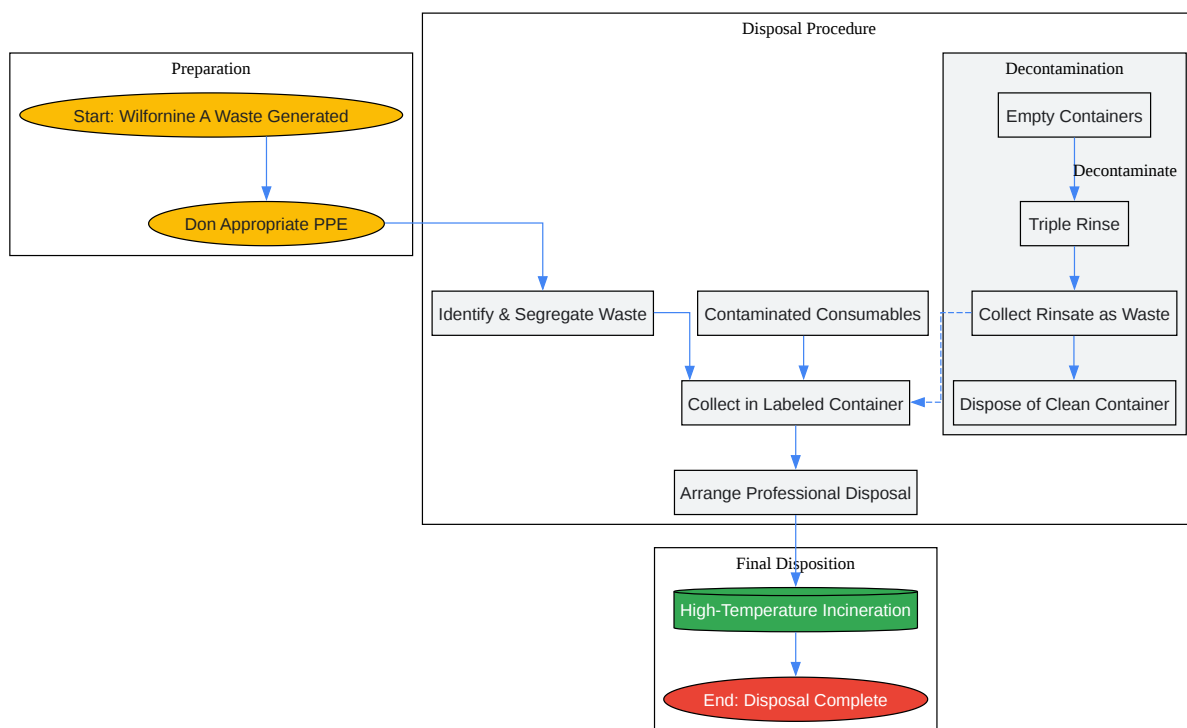 Disposal Procedure
Preparation
Decontamination
Start: Wilfornine A Waste Generated
Empty Containers
Decontaminate
Don Appropriate PPE
Triple Rinse
Identify & Segregate Waste
Contaminated Consumables
Collect Rinsate as Waste
Collect in Labeled Container
Dispose of Clean Container
Arrange Professional Disposal
Final Disposition
High-Temperature Incineration
End: Disposal Complete